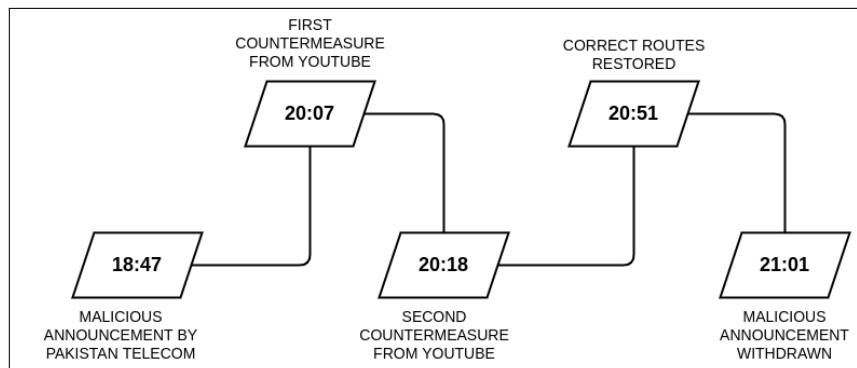 18:47
MALICIOUS
ANNOUNCEMENT BY
PAKISTAN TELECOM
FIRST
COUNTERMEASURE
FROM YOUTUBE
20:07
20:18
SECOND
COUNTERMEASURE
FROM YOUTUBE
CORRECT ROUTES
RESTORED
20:51
21:01
MALICIOUS
ANNOUNCEMENT
WITHDRAWN